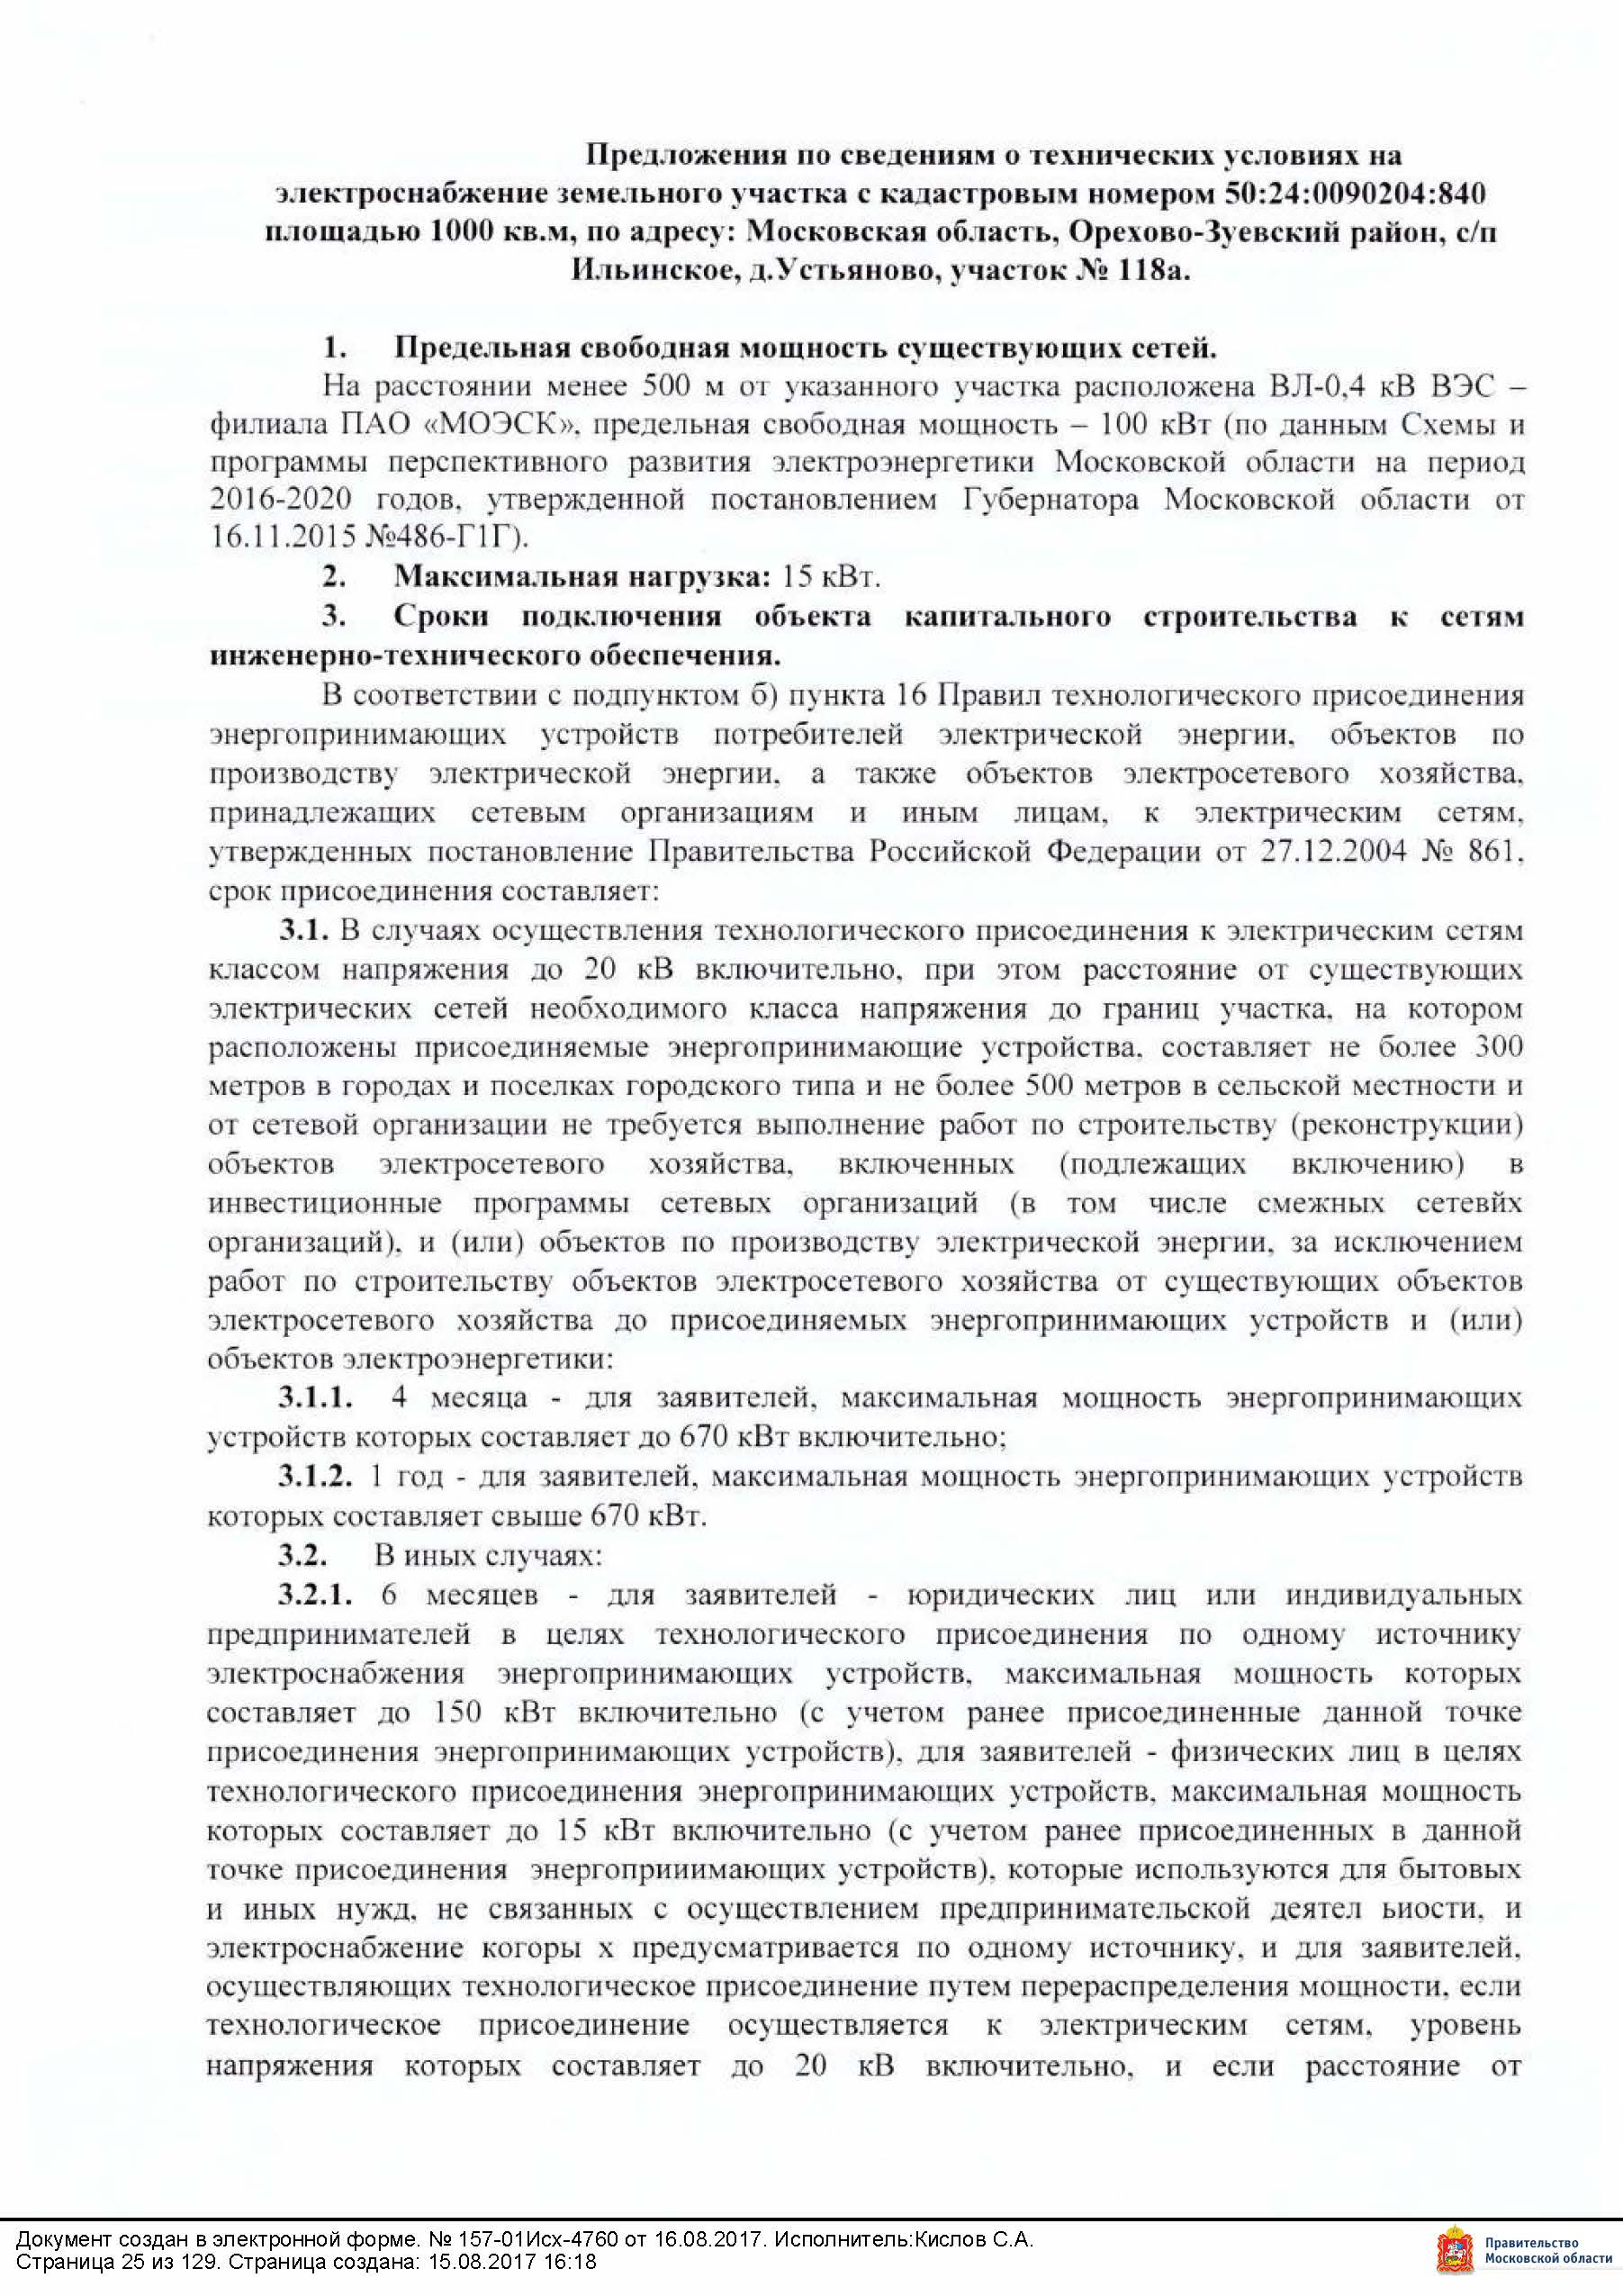 Предложения по сведениям о технических условиях на
электроснабжение земельного участка с кадастровым номером 50:24:0090204:840
площадью 1000 кв.м, по адресу: Московская область, Орехово-Зуевский район, с/п
Ильинское, д.Устьяново, участок № 118а.
1. Предельная свободная мощность существующих сетей.
На расстоянии менее 500 м от указанного участка расположена ВЛ-0,4 кВ ВЭС –
филиала ПАО «МОЭСК», предельная свободная мощность – 100 кВт (по данным Схемы и
программы перспективного развития электроэнергетики Московской области на период
2016-2020 годов, утвержденной постановлением Губернатора Московской области от
16.11.2015 №486-Г1Г).
2. Максимальная нагрузка: 15 кВт.
3. Сроки подключения объекта капитального строительства к сетям
инженерно-технического обеспечения.
В соответствии с подпунктом б) пункта 16 Правил технологического присоединения
энергопринимающих устройств потребителей электрической энергии, объектов по
производству электрической энергии, а также объектов электросетевого хозяйства,
принадлежащих сетевым организациям и иным лицам, к электрическим сетям,
утвержденных постановление Правительства Российской Федерации от 27.12.2004 № 861,
срок присоединения составляет:
3.1. В случаях осуществления технологического присоединения к электрическим сетям
классом напряжения до 20 кВ включительно, при этом расстояние от существующих
электрических сетей необходимого класса напряжения до границ участка, на котором
расположены присоединяемые энергопринимающие устройства, составляет не более 300
метров в городах и поселках городского типа и не более 500 метров в сельской местности и
от сетевой организации не требуется выполнение работ по строительству (реконструкции)
объектов электросетевого хозяйства, включенных (подлежащих включению) в
инвестиционные программы сетевых организаций (в том числе смежных сетевйх
организаций), и (или) объектов по производству электрической энергии, за исключением
работ по строительству объектов электросетевого хозяйства от существующих объектов
электросетевого хозяйства до присоединяемых энергопринимающих устройств и (или)
объектов электроэнергетики:
3.1.1. 4 месяца - для заявителей, максимальная мощность энергопринимающих
устройств которых составляет до 670 кВт включительно;
3.1.2. 1 год - для заявителей, максимальная мощность энергопринимающих устройств
которых составляет свыше 670 кВт.
3.2. В иных случаях:
3.2.1. 6 месяцев - для заявителей - юридических лиц или индивидуальных
предпринимателей в целях технологического присоединения по одному источнику
электроснабжения энергопринимающих устройств, максимальная мощность которых
составляет до 150 кВт включительно (с учетом ранее присоединенные данной точке
присоединения энергопринимающих устройств), для заявителей - физических лиц в целях
технологического присоединения энергопринимающих устройств, максимальная мощность
которых составляет до 15 кВт включительно (с учетом ранее присоединенных в данной
точке присоединения энергоприиимающих устройств), которые используются для бытовых
и иных нужд, не связанных с осуществлением предпринимательской деятел ьиости, и
электроснабжение когоры х предусматривается по одному источнику, и для заявителей,
осуществляющих технологическое присоединение путем перераспределения мощности, если
технологическое присоединение осуществляется к электрическим сетям, уровень
напряжения которых составляет до 20 кВ включительно, и если расстояние от
Документ создан в электронной форме. № 157-01Исх-4760 от 16.08.2017. Исполнитель:Кислов С.А.
Страница 25 из 129. Страница создана: 15.08.2017 16:18
Правительство
Московской области